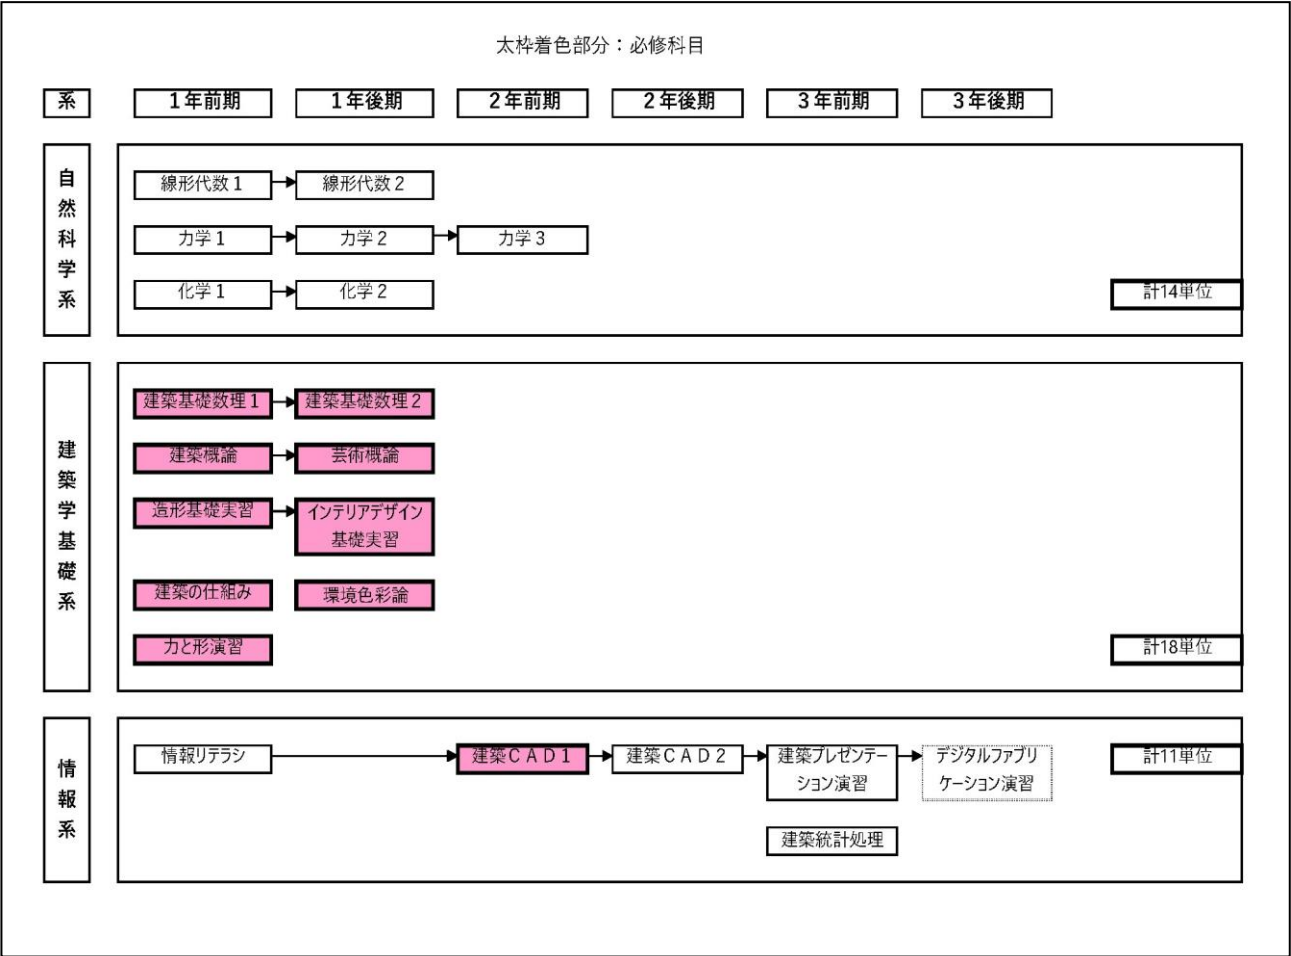 太枠着色部分：必修科目
系 １年前期 １年後期 ２年前期 ２年後期 ３年前期 ３年後期
自然科学系
線形代数１ 線形代数２
力学１ 力学２ 力学３
化学１ 化学２ 計14単位
建築学基礎系
建築基礎数理１ 建築基礎数理２
建築概論 芸術概論
造形基礎実習 インテリアデザイン
基礎実習
建築の仕組み 環境色彩論
力と形演習 計18単位
情報系
情報リテラシ 建築ＣＡＤ１ 建築ＣＡＤ２ 建築プレゼンテー デジタルファブリ 計11単位
ション演習 ケーション演習
建築統計処理